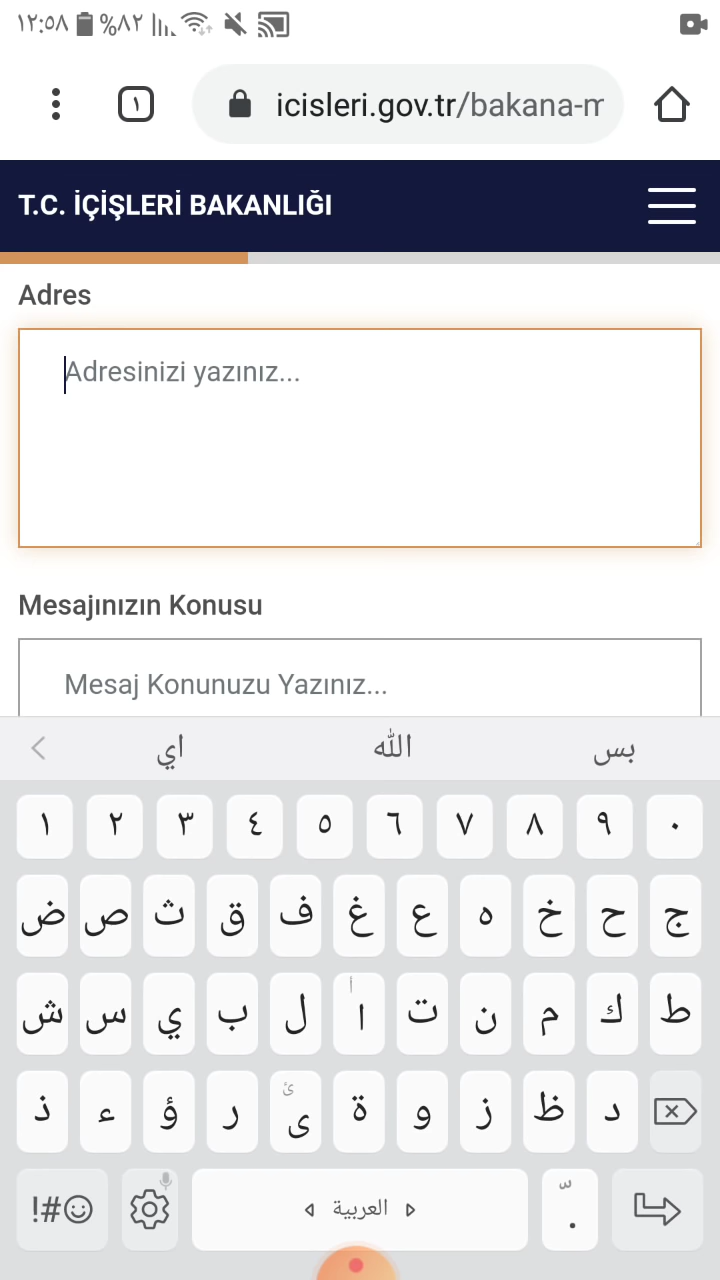 ١٢:٥٨ %٨٢
١ icisleri.gov.tr/bakana-m
T.C. İÇİŞLERİ BAKANLIĞI
Adres
Adresinizi yazınız...
Mesajınızın Konusu
Mesaj Konunuzu Yazınız...
اي الله بس
١ ٢ ٣ ٤ ٥ ٦ ٧ ٨ ٩ ٠
ض ص ث ق ف غ ع ه خ ح ج
ش س ي ب ل ا أ ت ن م ك ط
ذ ء ؤ ر ى ئ ة و ز ظ د
!#☺ العربية . ّ